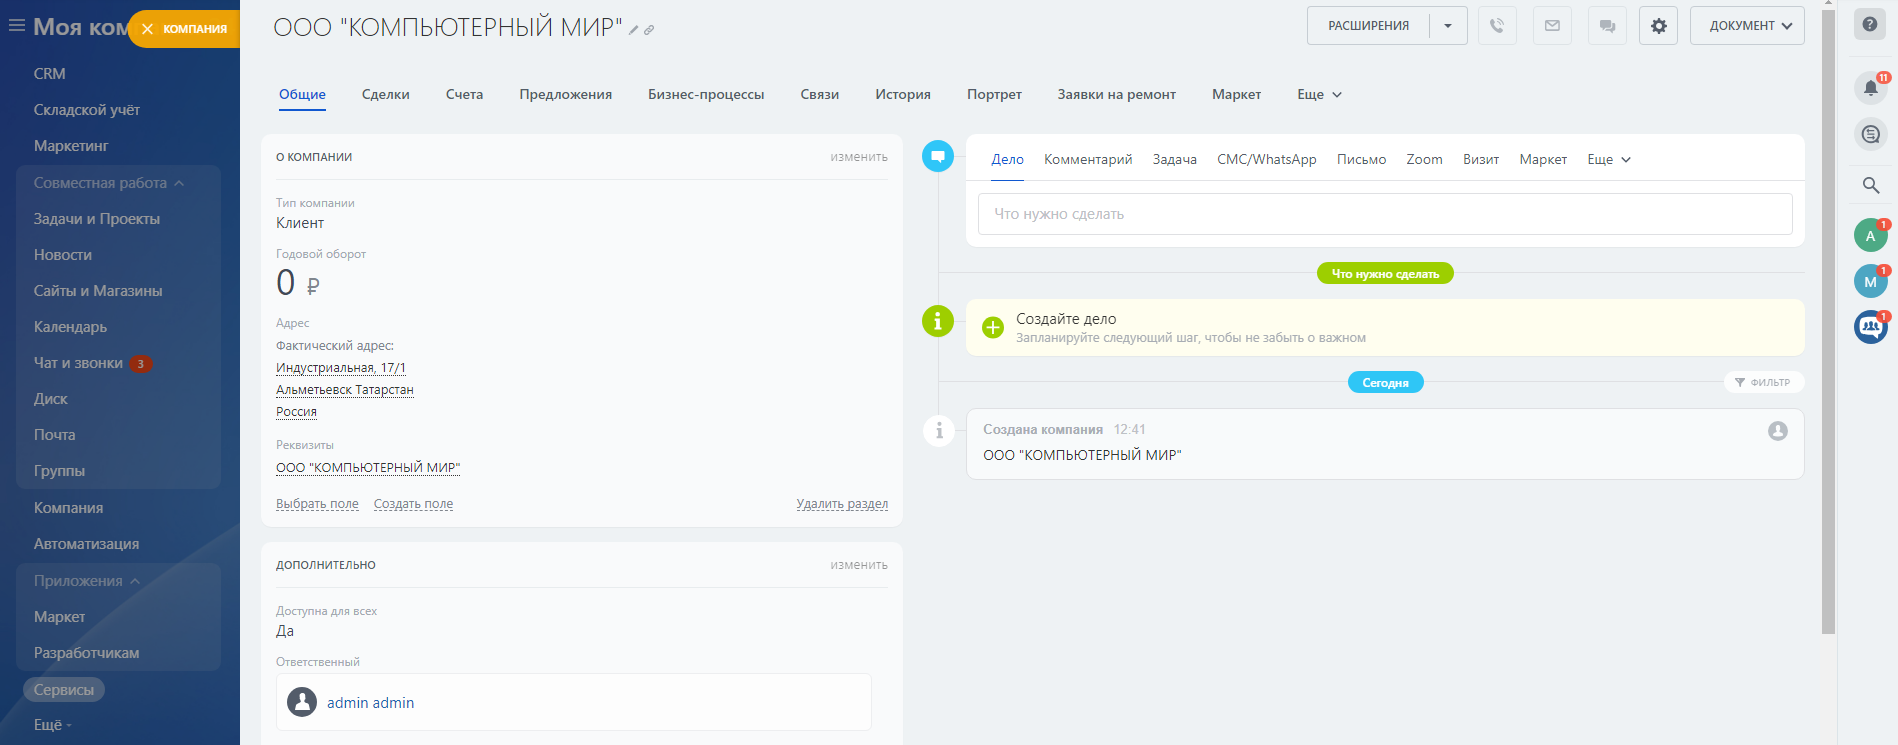 Моя ком
КОМПАНИЯ
CRM
Складской учёт
Маркетинг
Совместная работа
Задачи и Проекты
Новости
Сайты и Магазины
Календарь
Чат и звонки 3
Диск
Почта
Группы
Компания
Автоматизация
Приложения
Маркет
Разработчикам
Сервисы
Ещё
ООО "КОМПЬЮТЕРНЫЙ МИР"
РАСШИРЕНИЯ
ДОКУМЕНТ
Общие Сделки Счета Предложения Бизнес-процессы Связи История Портрет Заявки на ремонт Маркет Еще
О КОМПАНИИ изменить
Тип компании
Клиент
Годовой оборот
0 ₽
Адрес
Фактический адрес:
Индустриальная, 17/1
Альметьевск Татарстан
Россия
Реквизиты
ООО "КОМПЬЮТЕРНЫЙ МИР"
Выбрать поле Создать поле Удалить раздел
ДОПОЛНИТЕЛЬНО изменить
Доступна для всех
Да
Ответственный
admin admin
Дело Комментарий Задача СМС/WhatsApp Письмо Zoom Визит Маркет Еще
Что нужно сделать
Что нужно сделать
Создайте дело
Запланируйте следующий шаг, чтобы не забыть о важном
Сегодня
ФИЛЬТР
Создана компания 12:41
ООО "КОМПЬЮТЕРНЫЙ МИР"
?
11
A 1
M 1
1